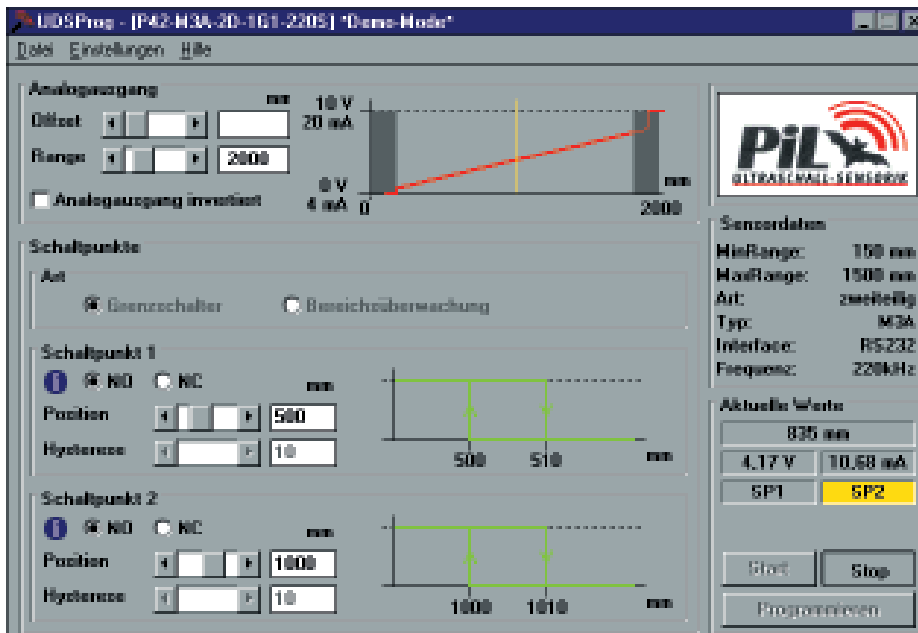 UDSProg - [P42-M3A-2D-1G1-220S] *Demo-Mode*
Datei Einstellungen Hilfe
Analogausgang
mm
Offset
Range 2000
Analogausgang invertiert
10 V
20 mA
0 V
4 mA
0
2000
mm
PiL
ULTRASCHALL-SENSORIK
Schaltpunkte
Art
Grenzschalter Bereichsüberwachung
Schaltpunkt 1
NO NC
mm
Position 500
Hysterese 10
500 510 mm
Schaltpunkt 2
NO NC
mm
Position 1000
Hysterese 10
1000 1010 mm
Sensordaten
MinRange: 150 mm
MaxRange: 1500 mm
Art: zweiteilig
Typ: M3A
Interface: RS232
Frequenz: 220kHz
Aktuelle Werte
835 mm
4.17 V 10.68 mA
SP1 SP2
Start Stop
Programmieren